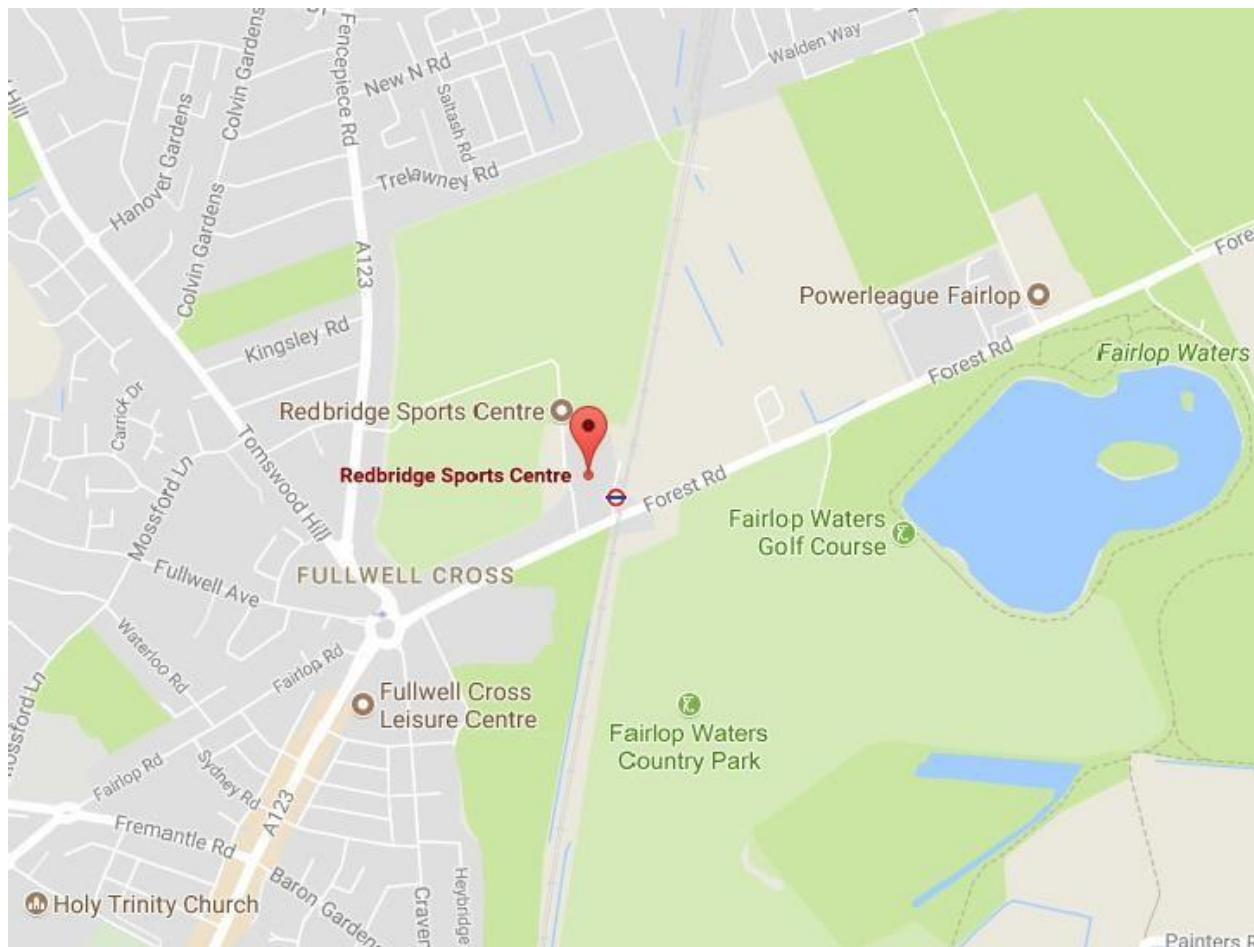 Hill
Colvin Gardens
Fencepiece Rd
New N Rd
Walden Way
Saltash Rd
Hanover Gardens
Trelawney Rd
Colvin Gardens
A123
Powerleague Fairlop
Kingsley Rd
Forest Rd
Fairlop Waters
Carrick Dr
Redbridge Sports Centre
Redbridge Sports Centre
Tomswood Hill
Mossford Ln
Forest Rd
Fairlop Waters
Golf Course
Fullwell Ave
FULLWELL CROSS
Waterloo Rd
Fairlop Rd
Fullwell Cross
Leisure Centre
Fairlop Waters
Country Park
Mossford Ln
Fairlop Rd
Sydney Rd
A123
Fremantle Rd
Baron Gardens
Craven
Heybridge
Holy Trinity Church
Painters